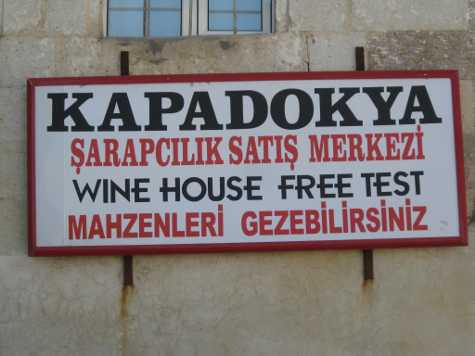 KAPADOKYA
ŞARAPCILIK SATIŞ MERKEZİ
WINE HOUSE FREE TEST
MAHZENLERİ GEZEBİLİRSİNİZ